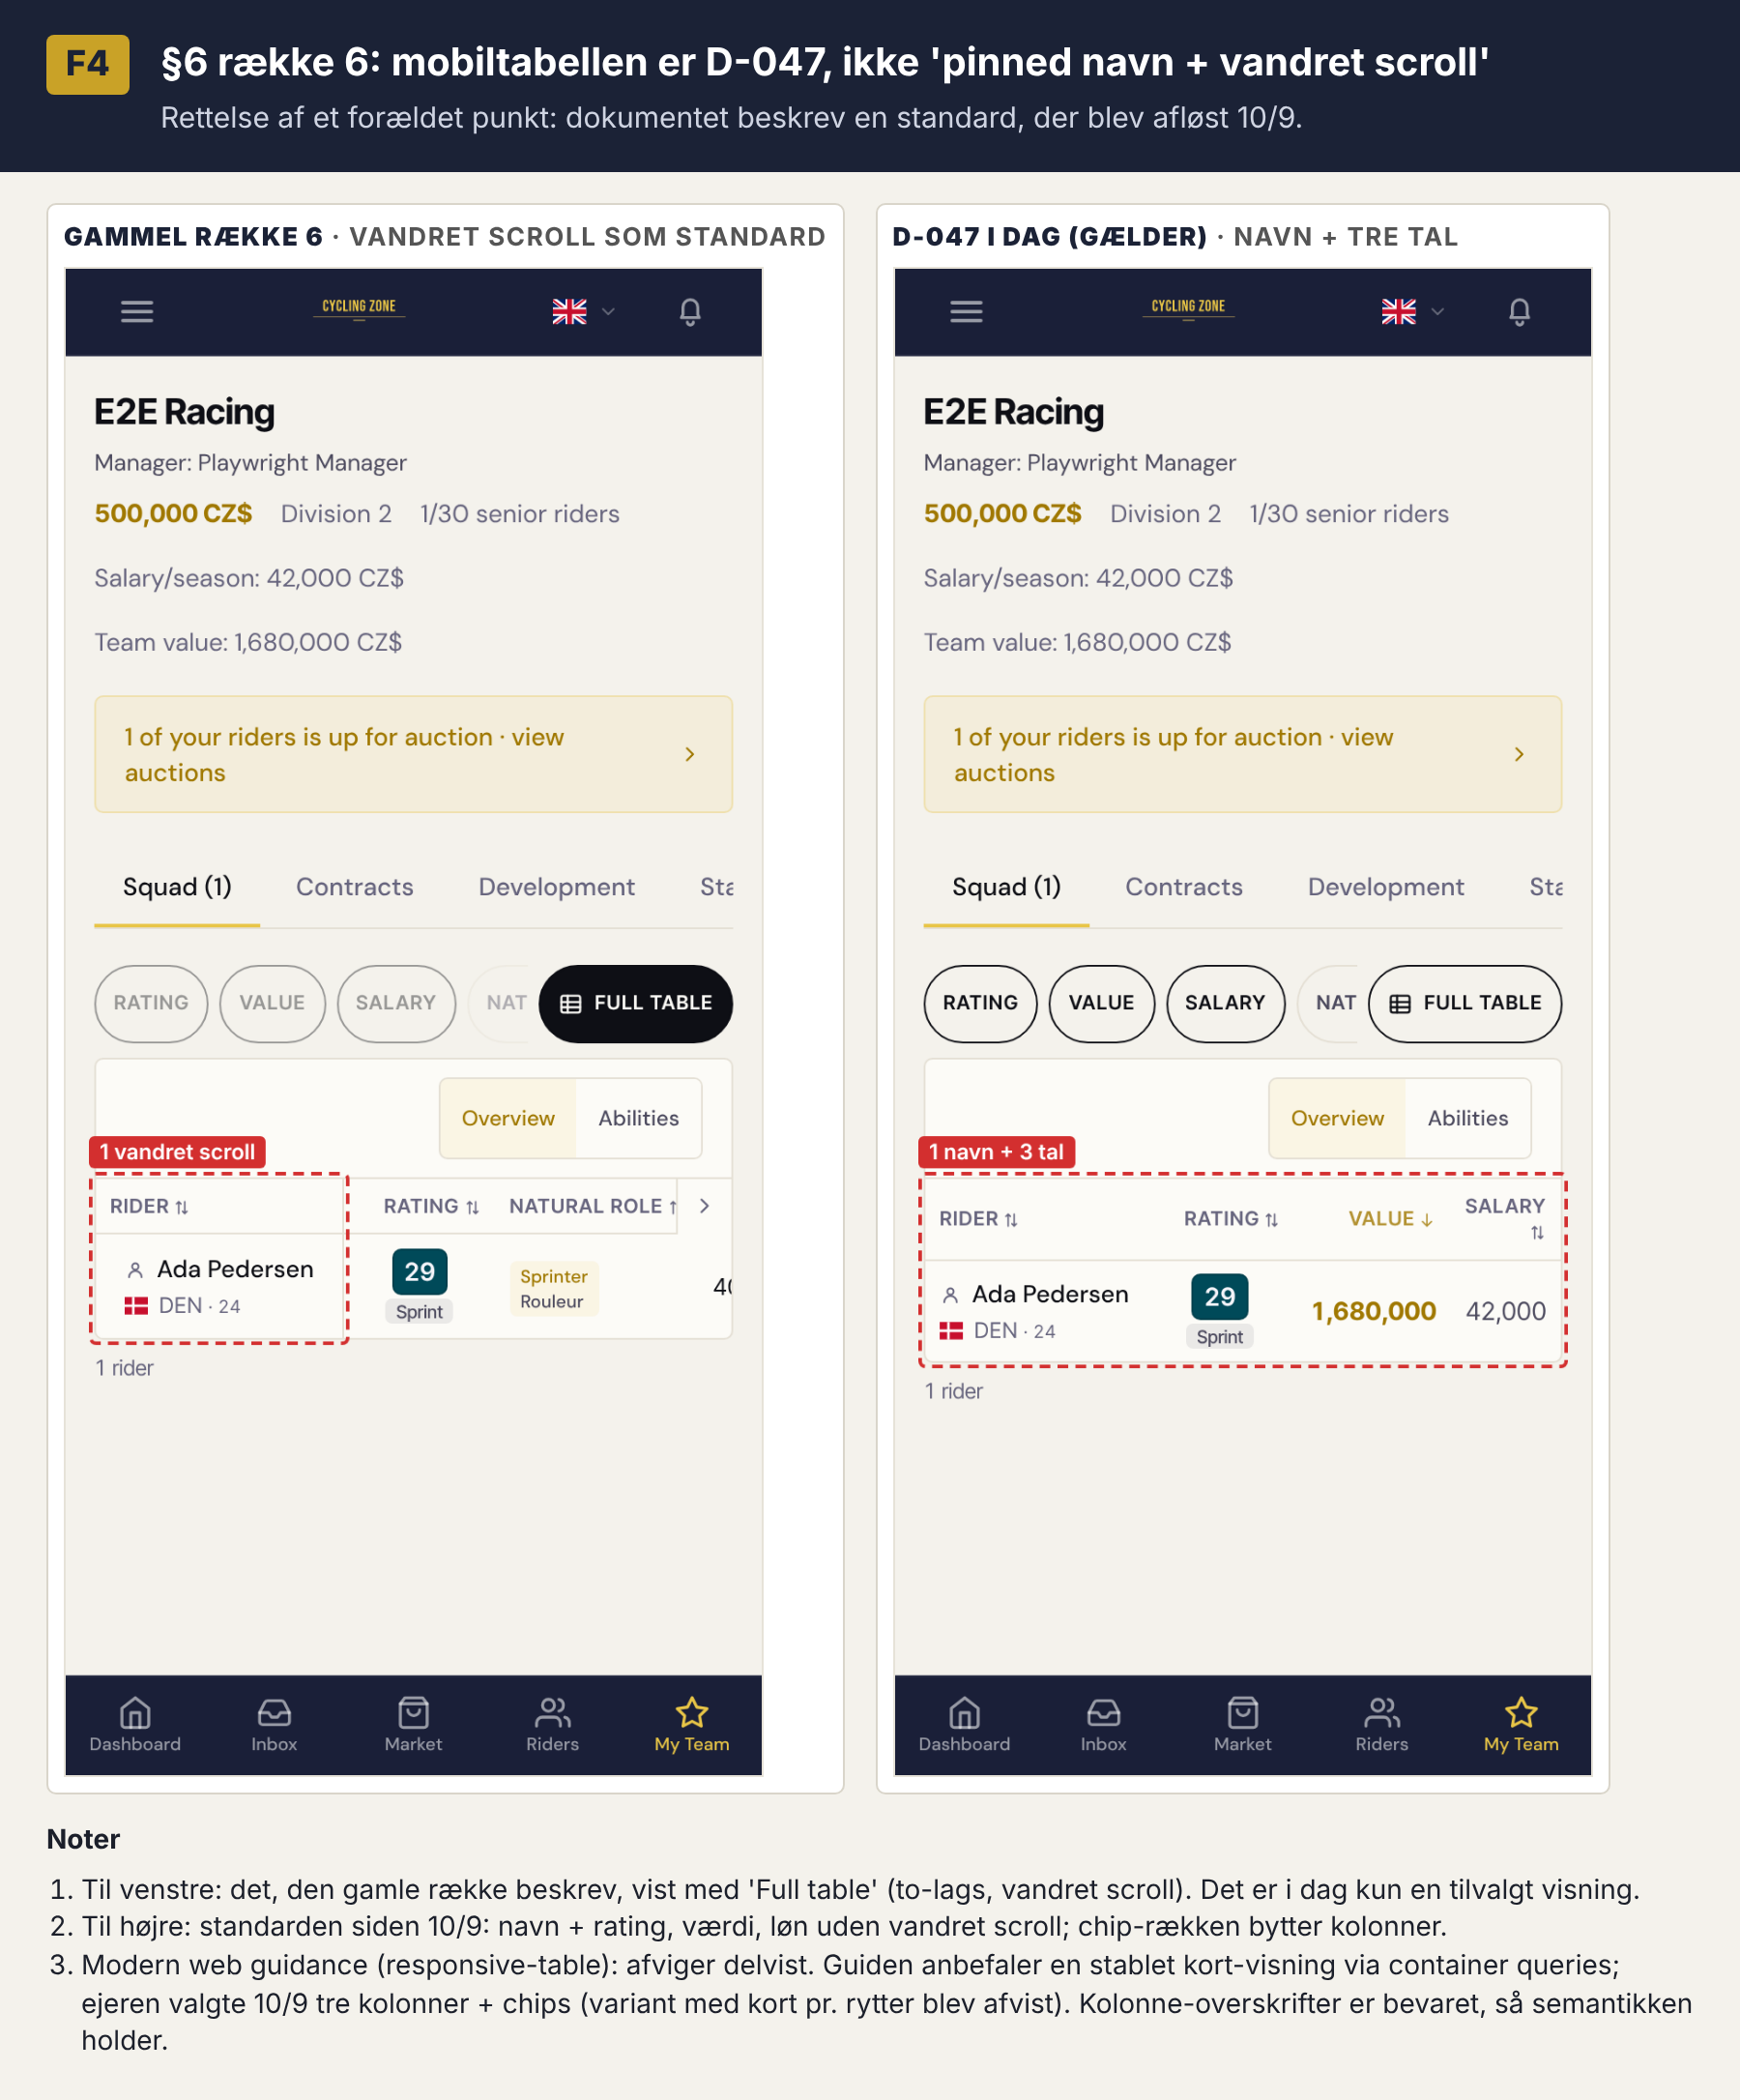 F4
§6 række 6: mobiltabellen er D-047, ikke 'pinned navn + vandret scroll'
Rettelse af et forældet punkt: dokumentet beskrev en standard, der blev afløst 10/9.
GAMMEL RÆKKE 6 · VANDRET SCROLL SOM STANDARD
CYCLING ZONE
E2E Racing
Manager: Playwright Manager
500,000 CZ$ Division 2 1/30 senior riders
Salary/season: 42,000 CZ$
Team value: 1,680,000 CZ$
1 of your riders is up for auction · view
auctions
Squad (1) Contracts Development Sta
RATING VALUE SALARY NAT FULL TABLE
Overview Abilities
1 vandret scroll
RIDER RATING NATURAL ROLE
Ada Pedersen 29 Sprinter 40
DEN · 24 Sprint Rouleur
1 rider
Dashboard Inbox Market Riders My Team
D-047 I DAG (GÆLDER) · NAVN + TRE TAL
CYCLING ZONE
E2E Racing
Manager: Playwright Manager
500,000 CZ$ Division 2 1/30 senior riders
Salary/season: 42,000 CZ$
Team value: 1,680,000 CZ$
1 of your riders is up for auction · view
auctions
Squad (1) Contracts Development Sta
RATING VALUE SALARY NAT FULL TABLE
Overview Abilities
1 navn + 3 tal
RIDER RATING VALUE ↓ SALARY
Ada Pedersen 29 1,680,000 42,000
DEN · 24 Sprint
1 rider
Dashboard Inbox Market Riders My Team
Noter
1. Til venstre: det, den gamle række beskrev, vist med 'Full table' (to-lags, vandret scroll). Det er i dag kun en tilvalgt visning.
2. Til højre: standarden siden 10/9: navn + rating, værdi, løn uden vandret scroll; chip-rækken bytter kolonner.
3. Modern web guidance (responsive-table): afviger delvist. Guiden anbefaler en stablet kort-visning via container queries;
ejeren valgte 10/9 tre kolonner + chips (variant med kort pr. rytter blev afvist). Kolonne-overskrifter er bevaret, så semantikken
holder.